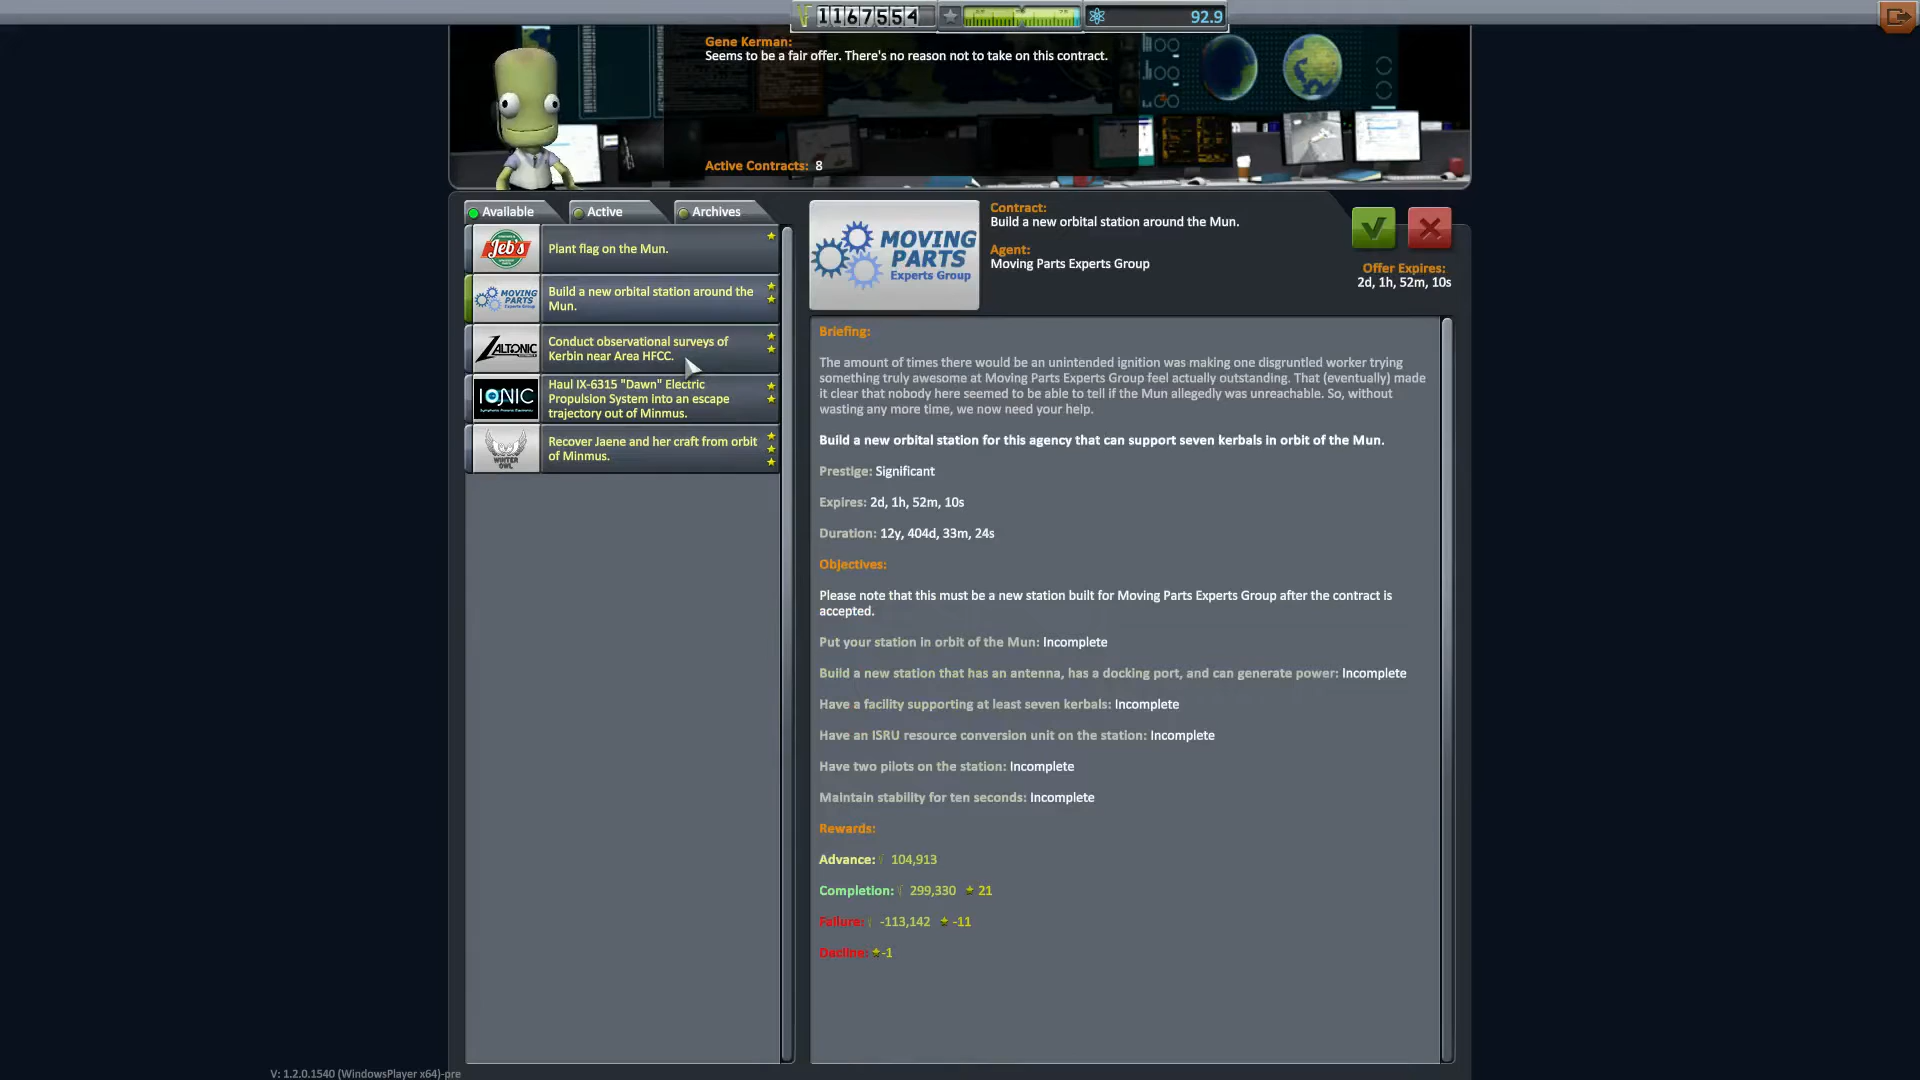 1167554
92.9
Gene Kerman:
Seems to be a fair offer. There's no reason not to take on this contract.
Active Contracts: 8
Available
Active
Archives
Jeb's
Plant flag on the Mun.
MOVING
PARTS
Build a new orbital station around the
Mun.
ZALTONIC
Conduct observational surveys of
Kerbin near Area HFCC.
IONIC
Haul IX-6315 "Dawn" Electric
Propulsion System into an escape
trajectory out of Minmus.
WINTER
OWL
Recover Jaene and her craft from orbit
of Minmus.
MOVING
PARTS
Experts Group
Contract:
Build a new orbital station around the Mun.
Agent:
Moving Parts Experts Group
Offer Expires:
2d, 1h, 52m, 10s
Briefing:
The amount of times there would be an unintended ignition was making one disgruntled worker trying
something truly awesome at Moving Parts Experts Group feel actually outstanding. That (eventually) made
it clear that nobody here seemed to be able to tell if the Mun allegedly was unreachable. So, without
wasting any more time, we now need your help.
Build a new orbital station for this agency that can support seven kerbals in orbit of the Mun.
Prestige: Significant
Expires: 2d, 1h, 52m, 10s
Duration: 12y, 404d, 33m, 24s
Objectives:
Please note that this must be a new station built for Moving Parts Experts Group after the contract is
accepted.
Put your station in orbit of the Mun: Incomplete
Build a new station that has an antenna, has a docking port, and can generate power: Incomplete
Have a facility supporting at least seven kerbals: Incomplete
Have an ISRU resource conversion unit on the station: Incomplete
Have two pilots on the station: Incomplete
Maintain stability for ten seconds: Incomplete
Rewards:
Advance: 104,913
Completion: 299,330 21
Failure: -113,142 -11
Decline: -1
V: 1.2.0.1540 (WindowsPlayer x64)-pre